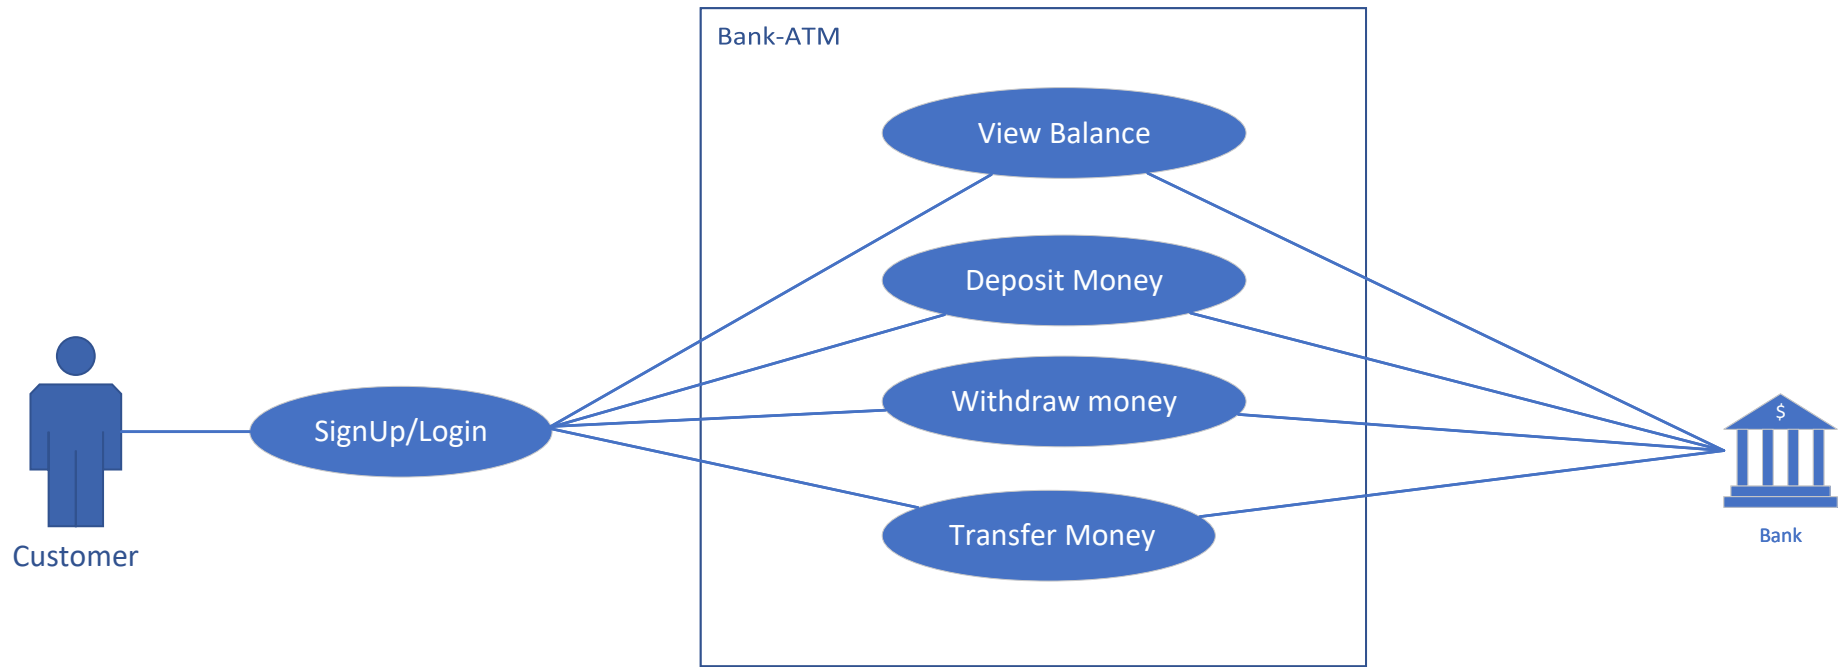 Bank-ATM
View Balance
Deposit Money
Withdraw money
Transfer Money
SignUp/Login
Customer
$
Bank